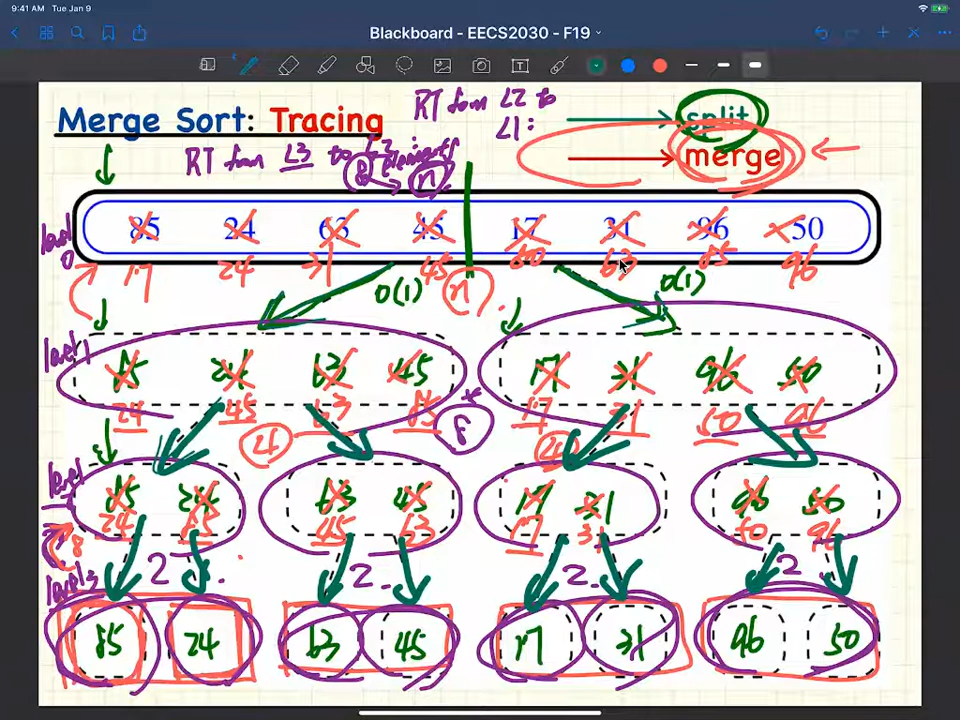 9:41 AM Tue Jan 9
Blackboard - EECS2030 - F19
Merge Sort: Tracing
RT from L2 to
L1:
split
RT from L3 to L2
merge
8 elements
n
85 24 63 45 17 31 96 50
level
0
17 24 31 45 50 63 85 96
O(1) n O(1)
level 1
85 24 63 45 17 31 96 50
24 45 63 85 17 31 50 96
4 8 4
level
85 24 63 45 17 31 96 50
24 85 45 63 17 31 50 96
8
2 2 2 2
level 3
85 24 63 45 17 31 96 50